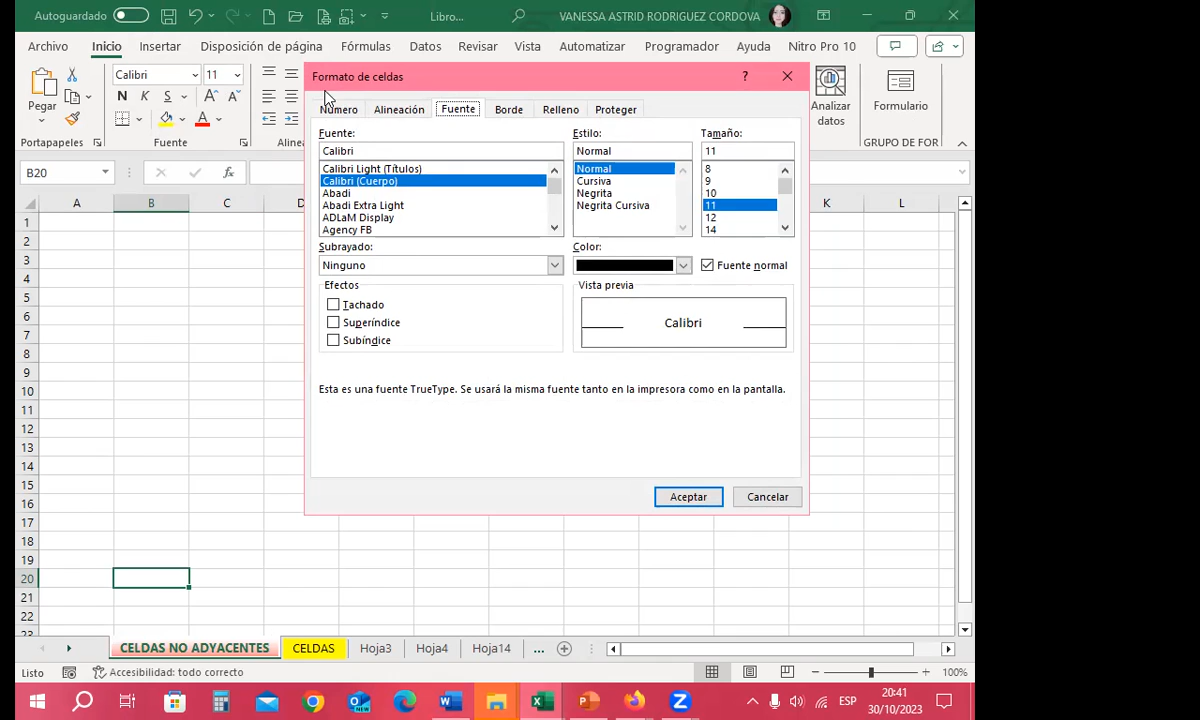 Autoguardado Libro... VANESSA ASTRID RODRIGUEZ CORDOVA
Archivo Inicio Insertar Disposición de página Fórmulas Datos Revisar Vista Automatizar Programador Ayuda Nitro Pro 10
Pegar
Portapapeles
Calibri 11
N K S A A
A
Fuente
Alinea
Analizar
datos
Formulario
GRUPO DE FOR
B20
fx
Formato de celdas ?
Número Alineación Fuente Borde Relleno Proteger
Fuente: Estilo: Tamaño:
Calibri Normal 11
Calibri Light (Títulos) Normal 8
Calibri (Cuerpo) Cursiva 9
Abadi Negrita 10
Abadi Extra Light Negrita Cursiva 11
ADLaM Display 12
Agency FB 14
Subrayado: Color:
Ninguno Fuente normal
Efectos Vista previa
Tachado
Superíndice Calibri
Subíndice
Esta es una fuente TrueType. Se usará la misma fuente tanto en la impresora como en la pantalla.
Aceptar Cancelar
A B C D K L
1
2
3
4
5
6
7
8
9
10
11
12
13
14
15
16
17
18
19
20
21
22
23
CELDAS NO ADYACENTES CELDAS Hoja3 Hoja4 Hoja14 ...
Listo Accesibilidad: todo correcto 100%
ESP 20:41
30/10/2023